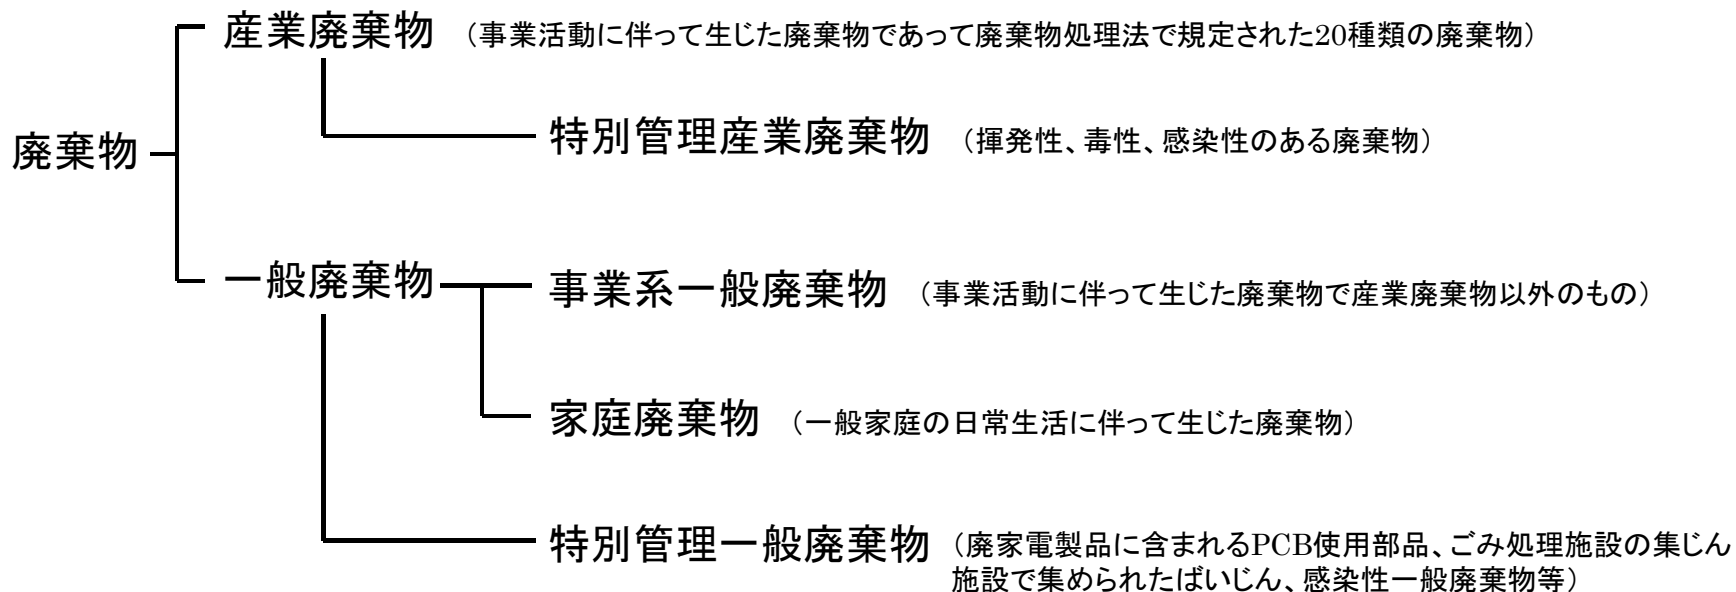 産業廃棄物 （事業活動に伴って生じた廃棄物であって廃棄物処理法で規定された20種類の廃棄物）
特別管理産業廃棄物 （揮発性、毒性、感染性のある廃棄物）
廃棄物
一般廃棄物
事業系一般廃棄物 （事業活動に伴って生じた廃棄物で産業廃棄物以外のもの）
家庭廃棄物 （一般家庭の日常生活に伴って生じた廃棄物）
特別管理一般廃棄物 （廃家電製品に含まれるPCB使用部品、ごみ処理施設の集じん
施設で集められたばいじん、感染性一般廃棄物等）